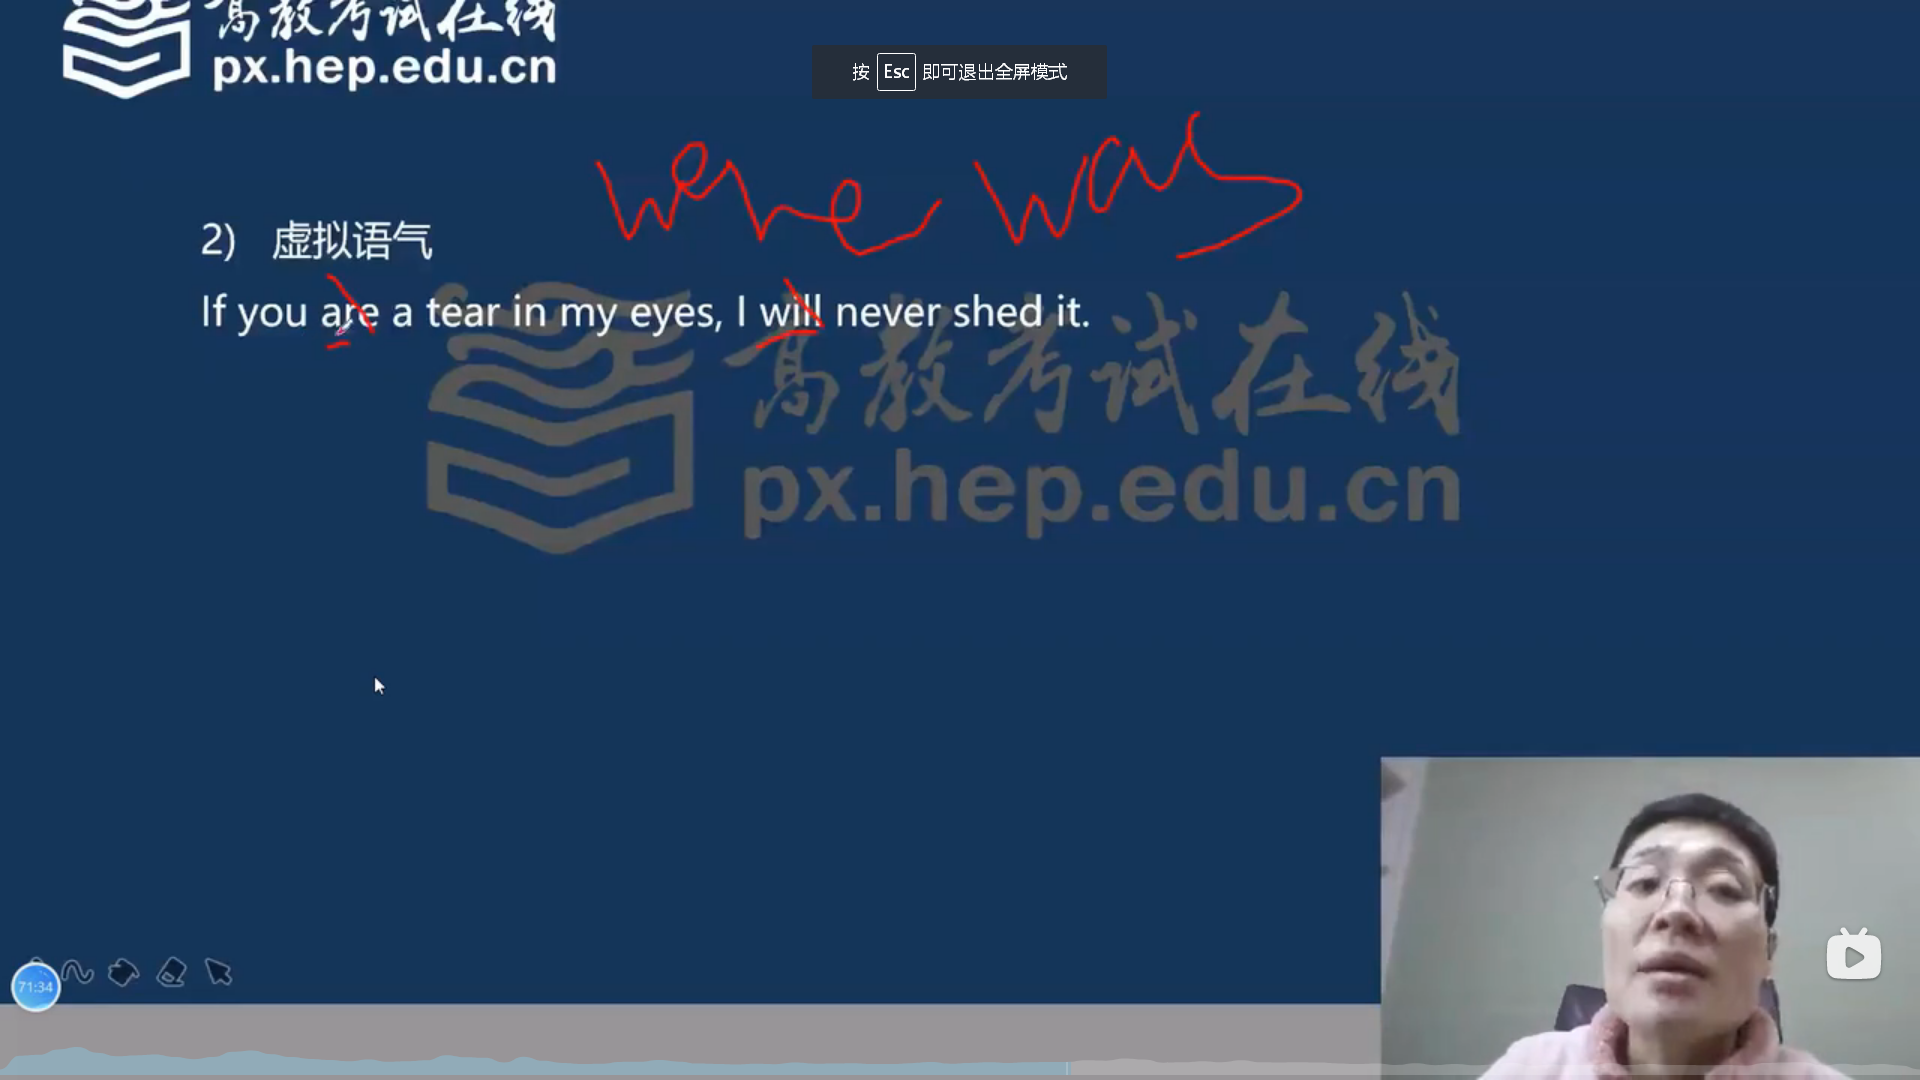 高教考试在线
px.hep.edu.cn
按 Esc 即可退出全屏模式
were was
2) 虚拟语气
If you are a tear in my eyes, I will never shed it.
高教考试在线
px.hep.edu.cn
71:34